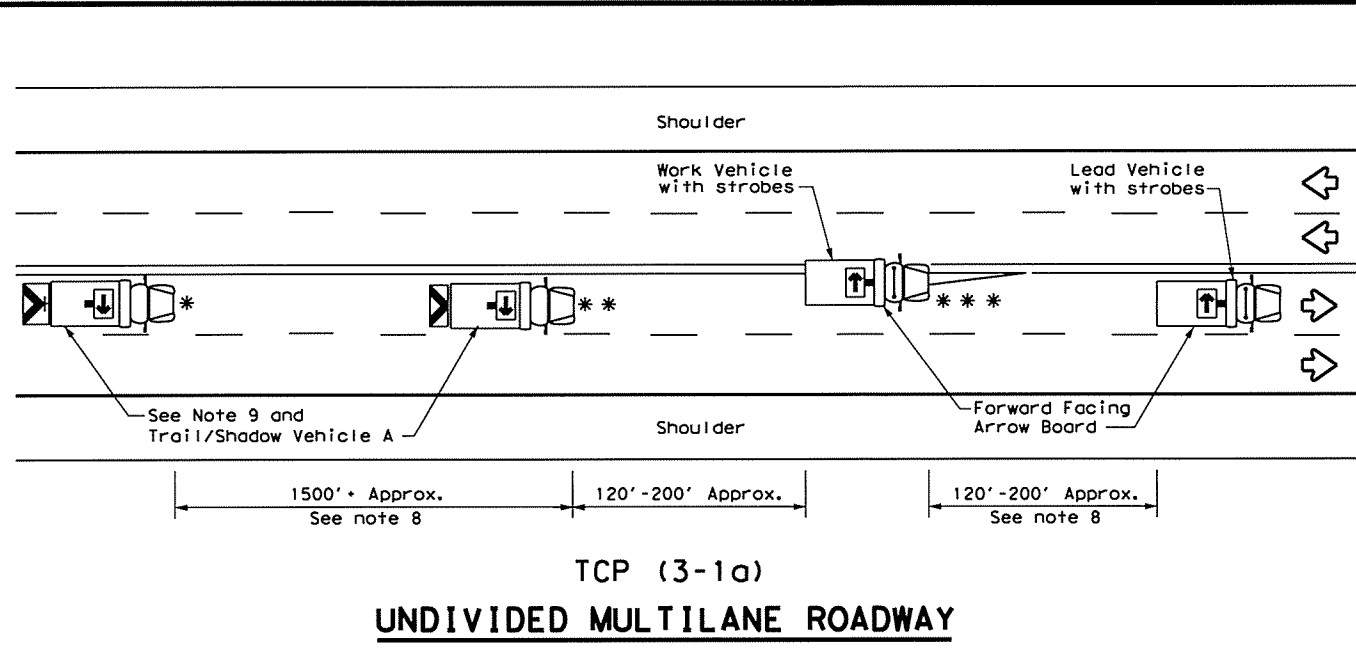 Shoulder
Work Vehicle
with strobes
Lead Vehicle
with strobes
*
* *
* * *
See Note 9 and
Trail/Shadow Vehicle A
Shoulder
Forward Facing
Arrow Board
1500'+ Approx.
See note 8
120'-200' Approx.
120'-200' Approx.
See note 8
TCP (3-1a)
UNDIVIDED MULTILANE ROADWAY